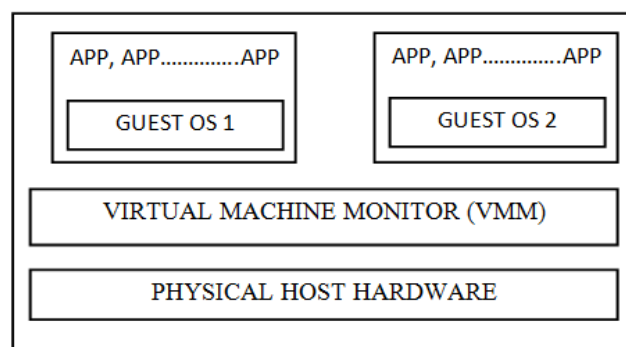 APP, APP..............APP
GUEST OS 1
APP, APP..............APP
GUEST OS 2
VIRTUAL MACHINE MONITOR (VMM)
PHYSICAL HOST HARDWARE